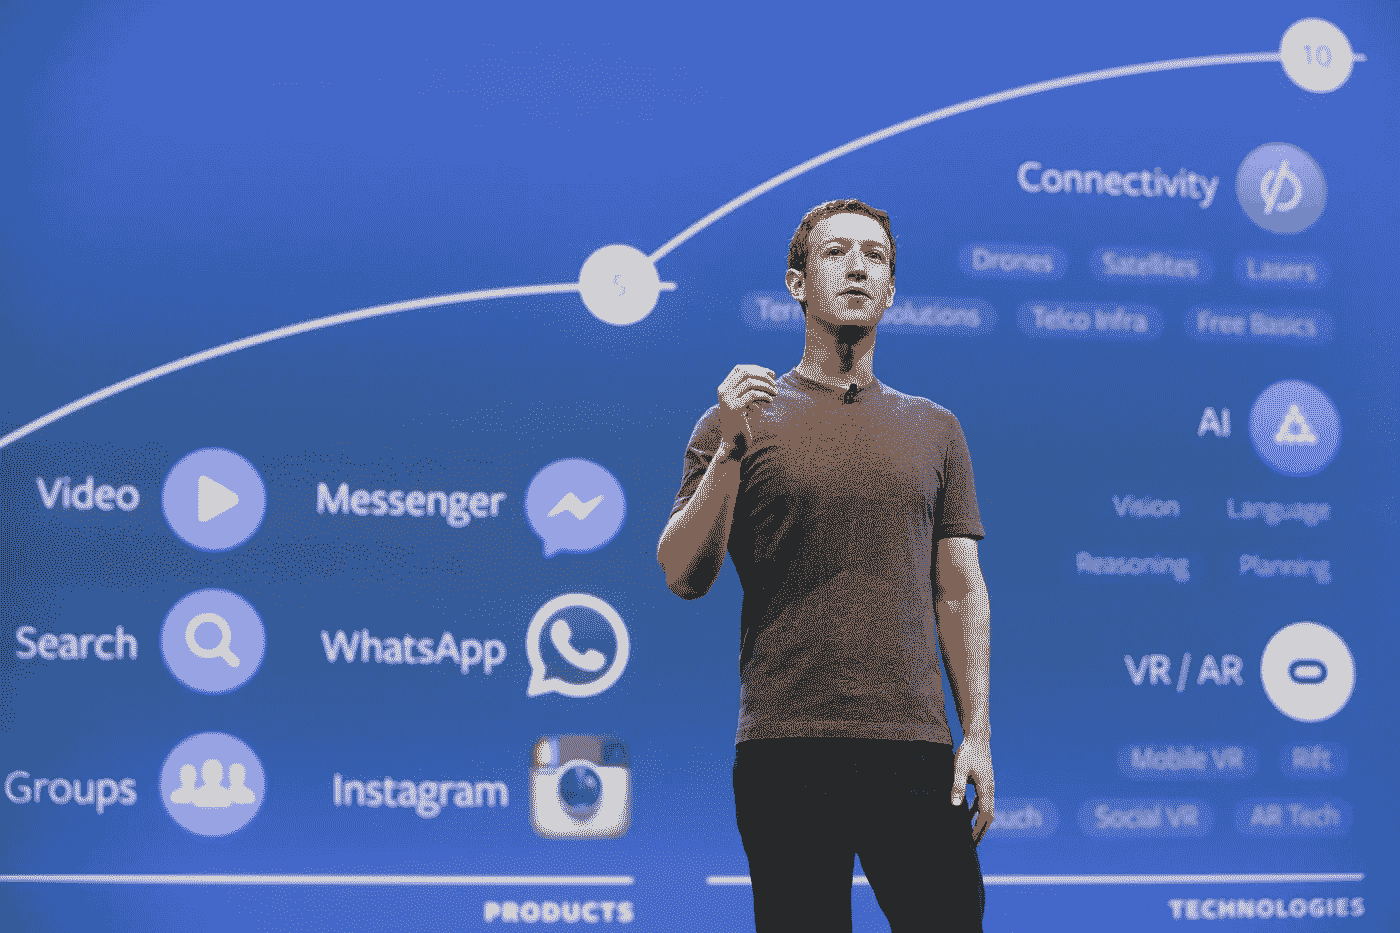 10
5
Connectivity
Drones Satellites Lasers
Telco Infra Free Basics
AI
Vision Language
Reasoning Planning
VR / AR
Mobile VR Rift
Social VR AR Tech
Video Messenger
Search WhatsApp
Groups Instagram
PRODUCTS TECHNOLOGIES